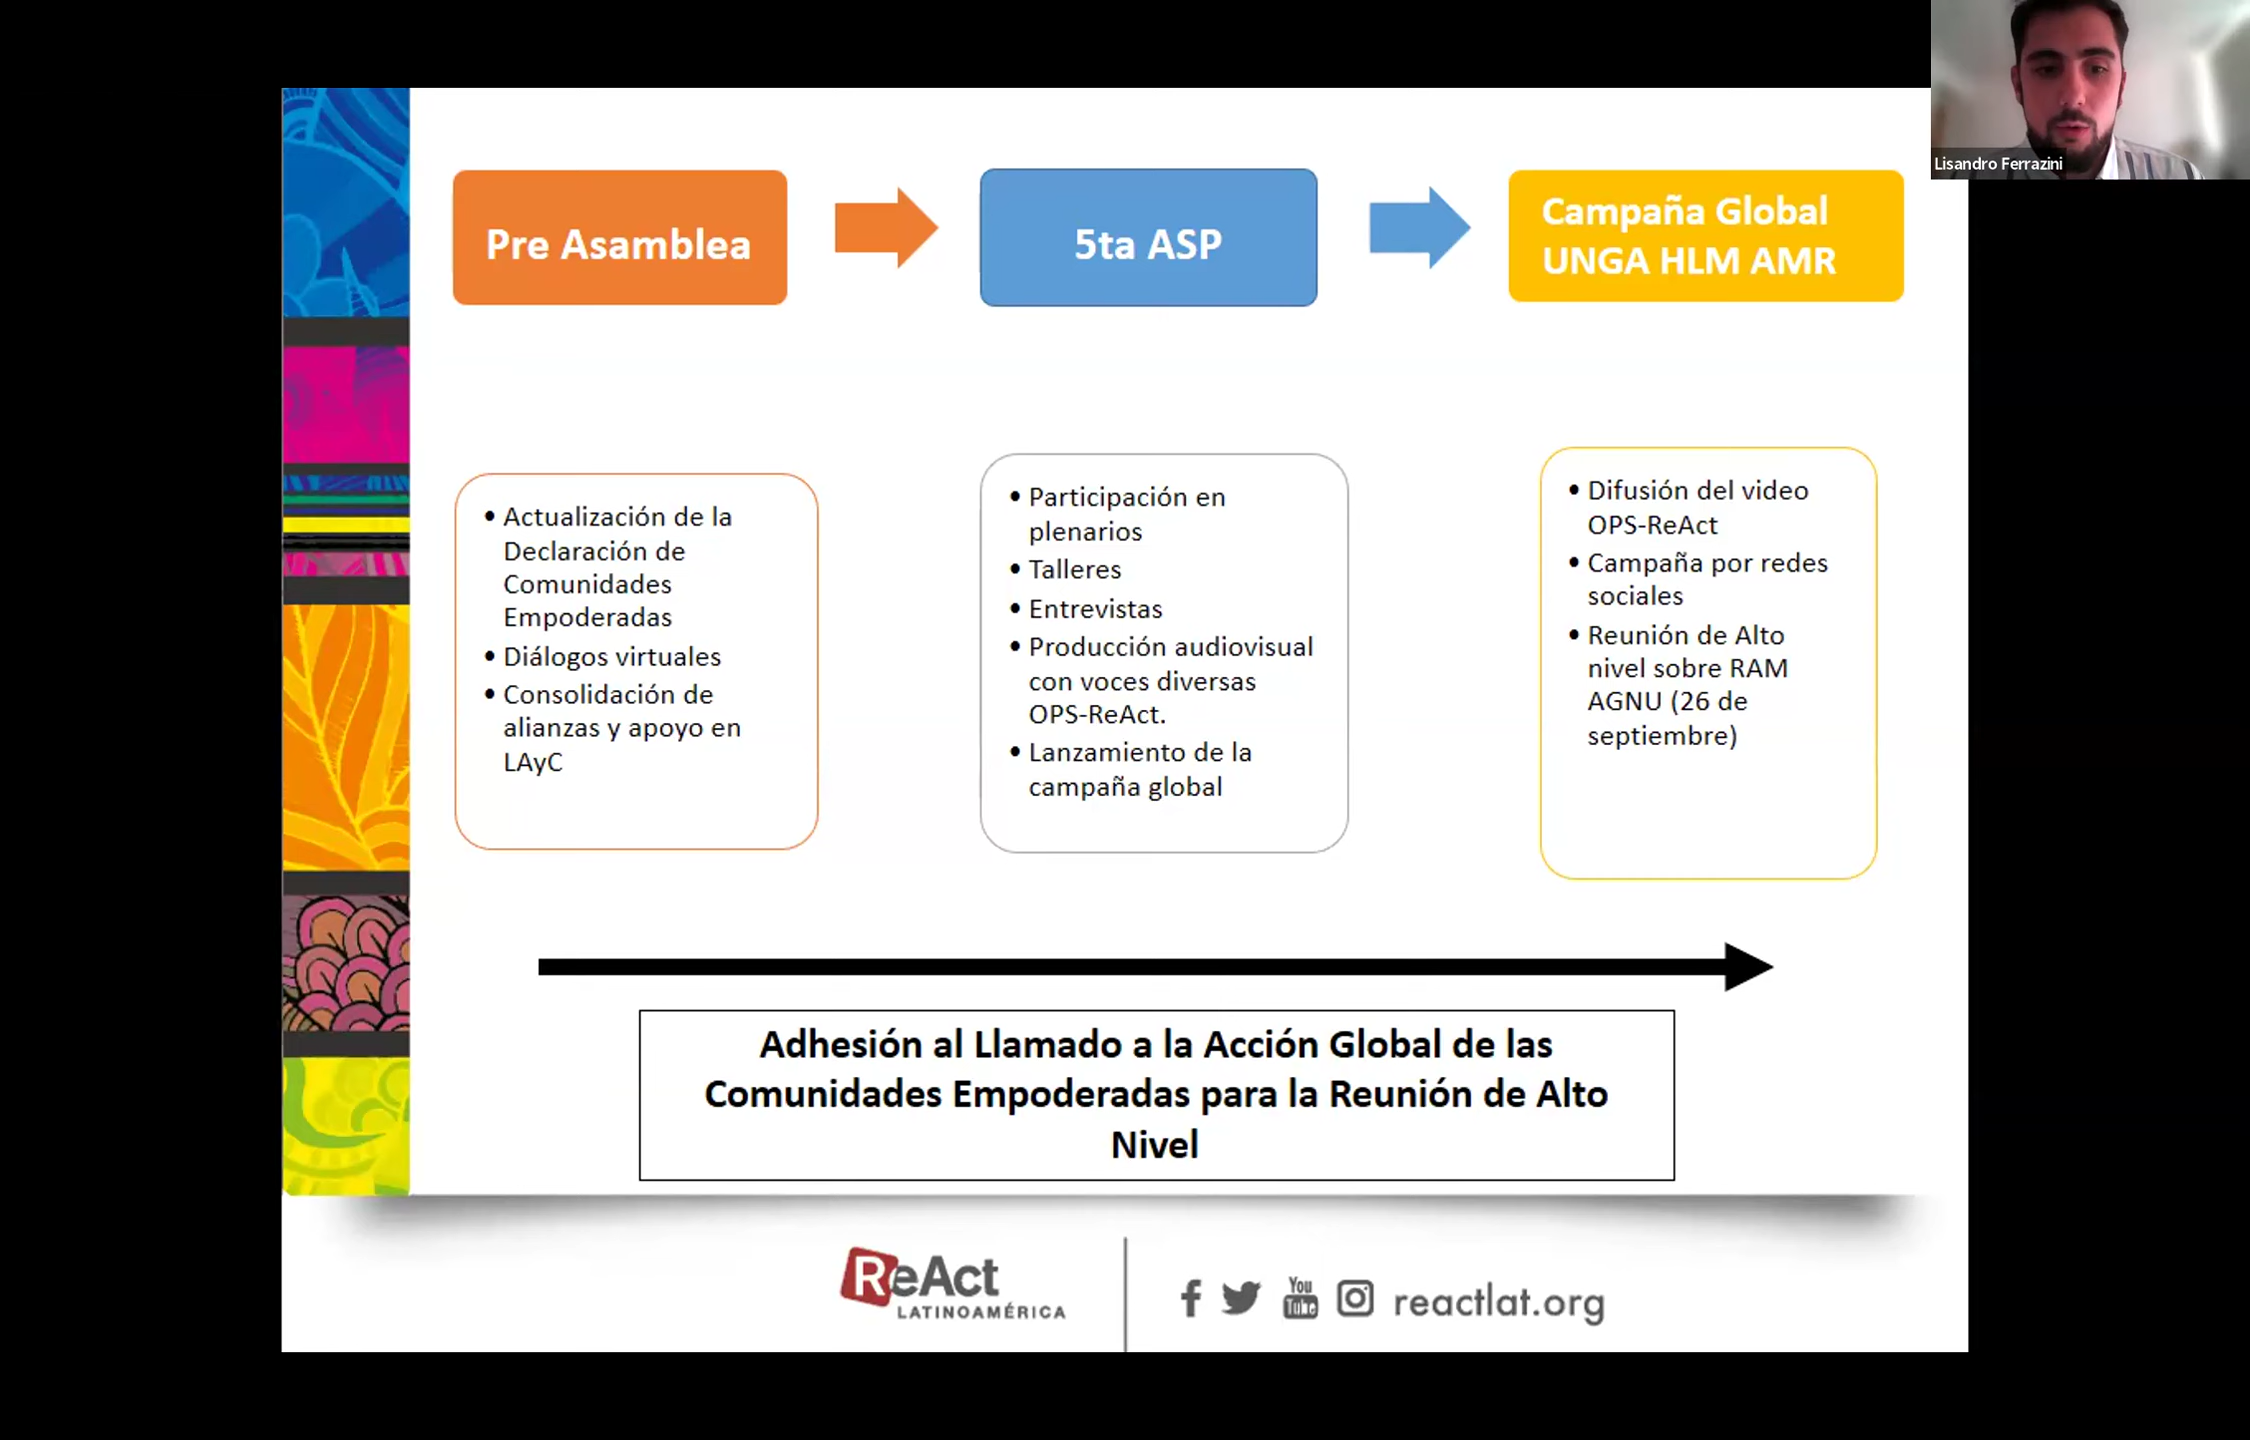 Lisandro Ferrazini
Pre Asamblea
5ta ASP
Campaña Global
UNGA HLM AMR
• Actualización de la
Declaración de
Comunidades
Empoderadas
• Diálogos virtuales
• Consolidación de
alianzas y apoyo en
LAyC
• Participación en
plenarios
• Talleres
• Entrevistas
• Producción audiovisual
con voces diversas
OPS-ReAct.
• Lanzamiento de la
campaña global
• Difusión del video
OPS-ReAct
• Campaña por redes
sociales
• Reunión de Alto
nivel sobre RAM
AGNU (26 de
septiembre)
Adhesión al Llamado a la Acción Global de las
Comunidades Empoderadas para la Reunión de Alto
Nivel
ReAct
LATINOAMÉRICA
You
Tube
reactlat.org